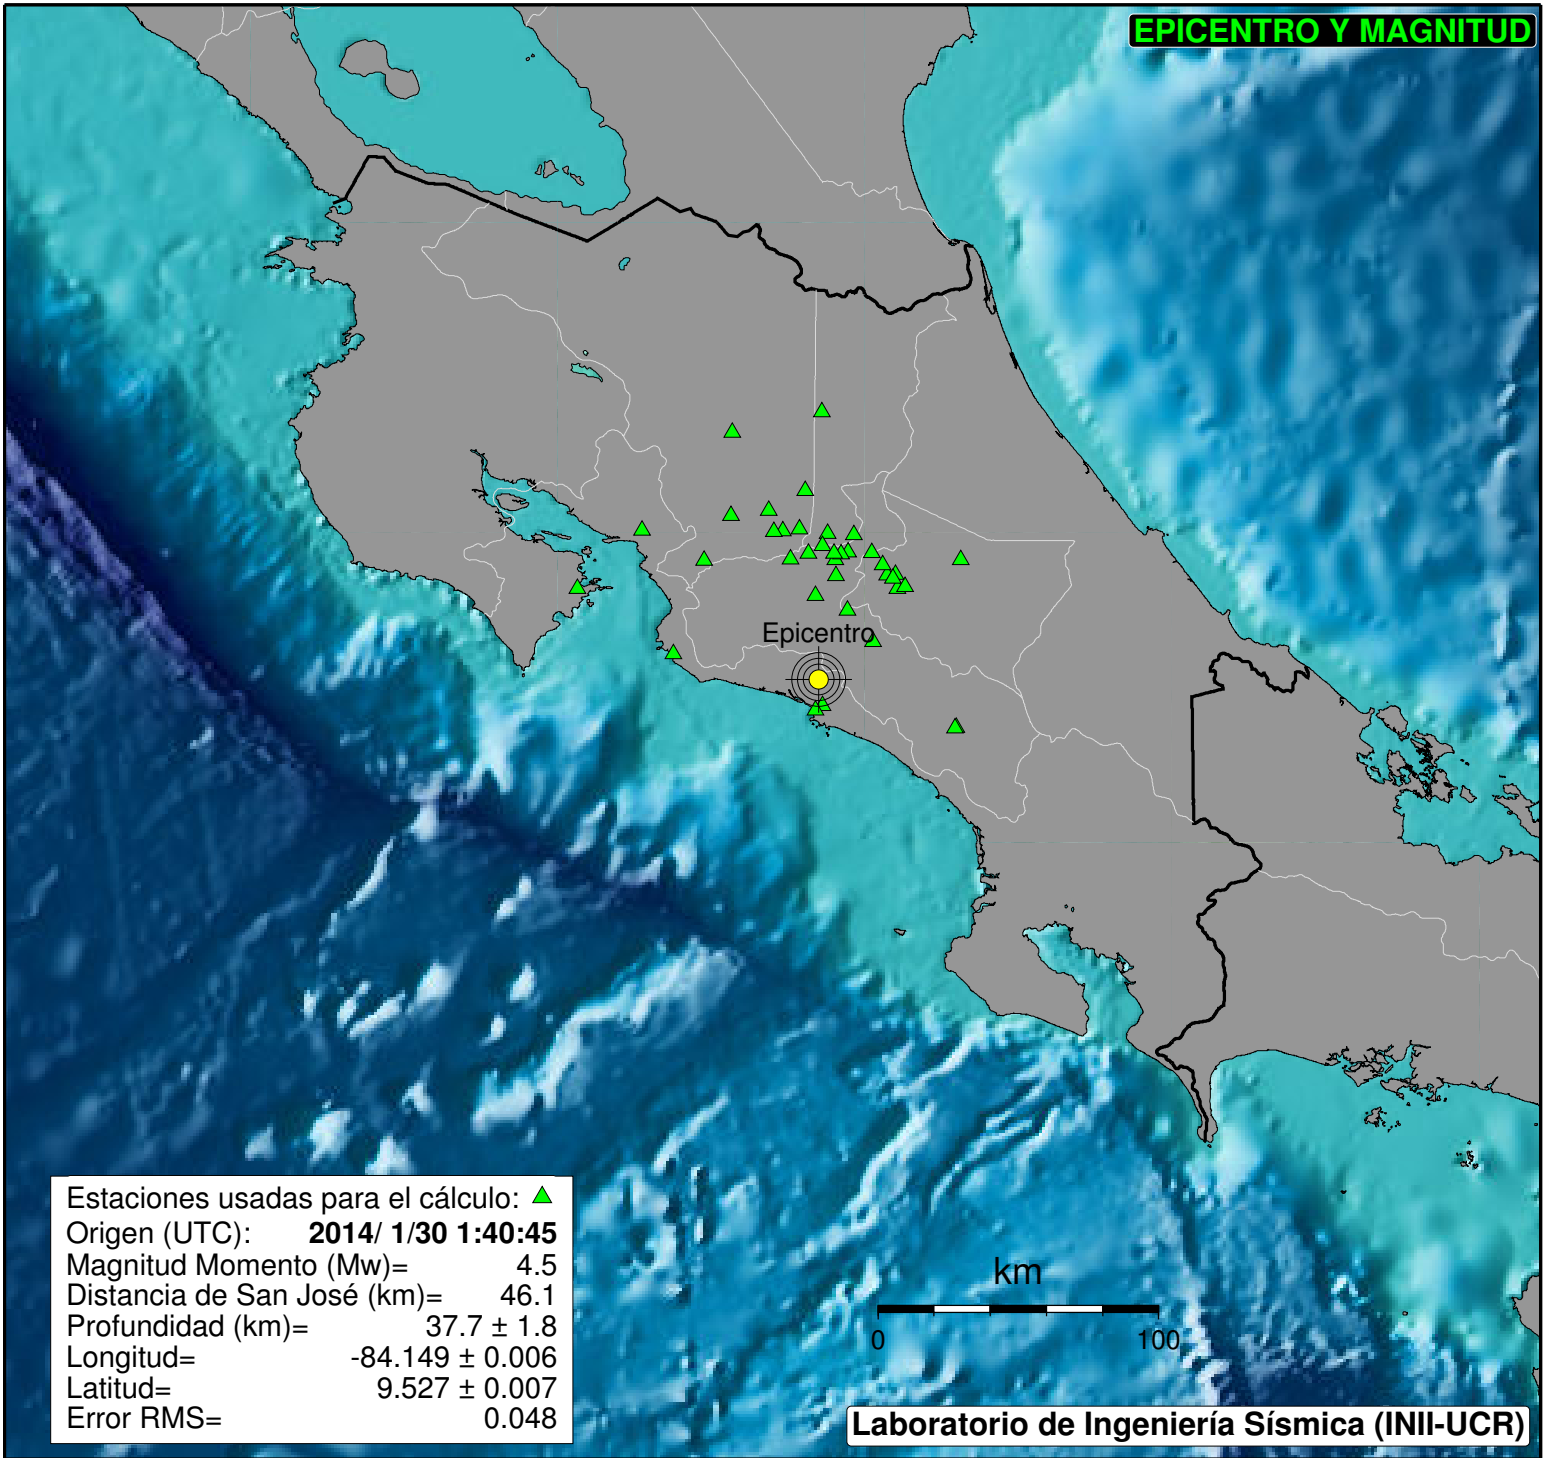 EPICENTRO Y MAGNITUD
Epicentro
Estaciones usadas para el cálculo:
Origen (UTC): 2014/ 1/30 1:40:45
Magnitud Momento (Mw)= 4.5
Distancia de San José (km)= 46.1
Profundidad (km)= 37.7 ± 1.8
Longitud= -84.149 ± 0.006
Latitud= 9.527 ± 0.007
Error RMS= 0.048
km
0 100
Laboratorio de Ingeniería Sísmica (INII-UCR)